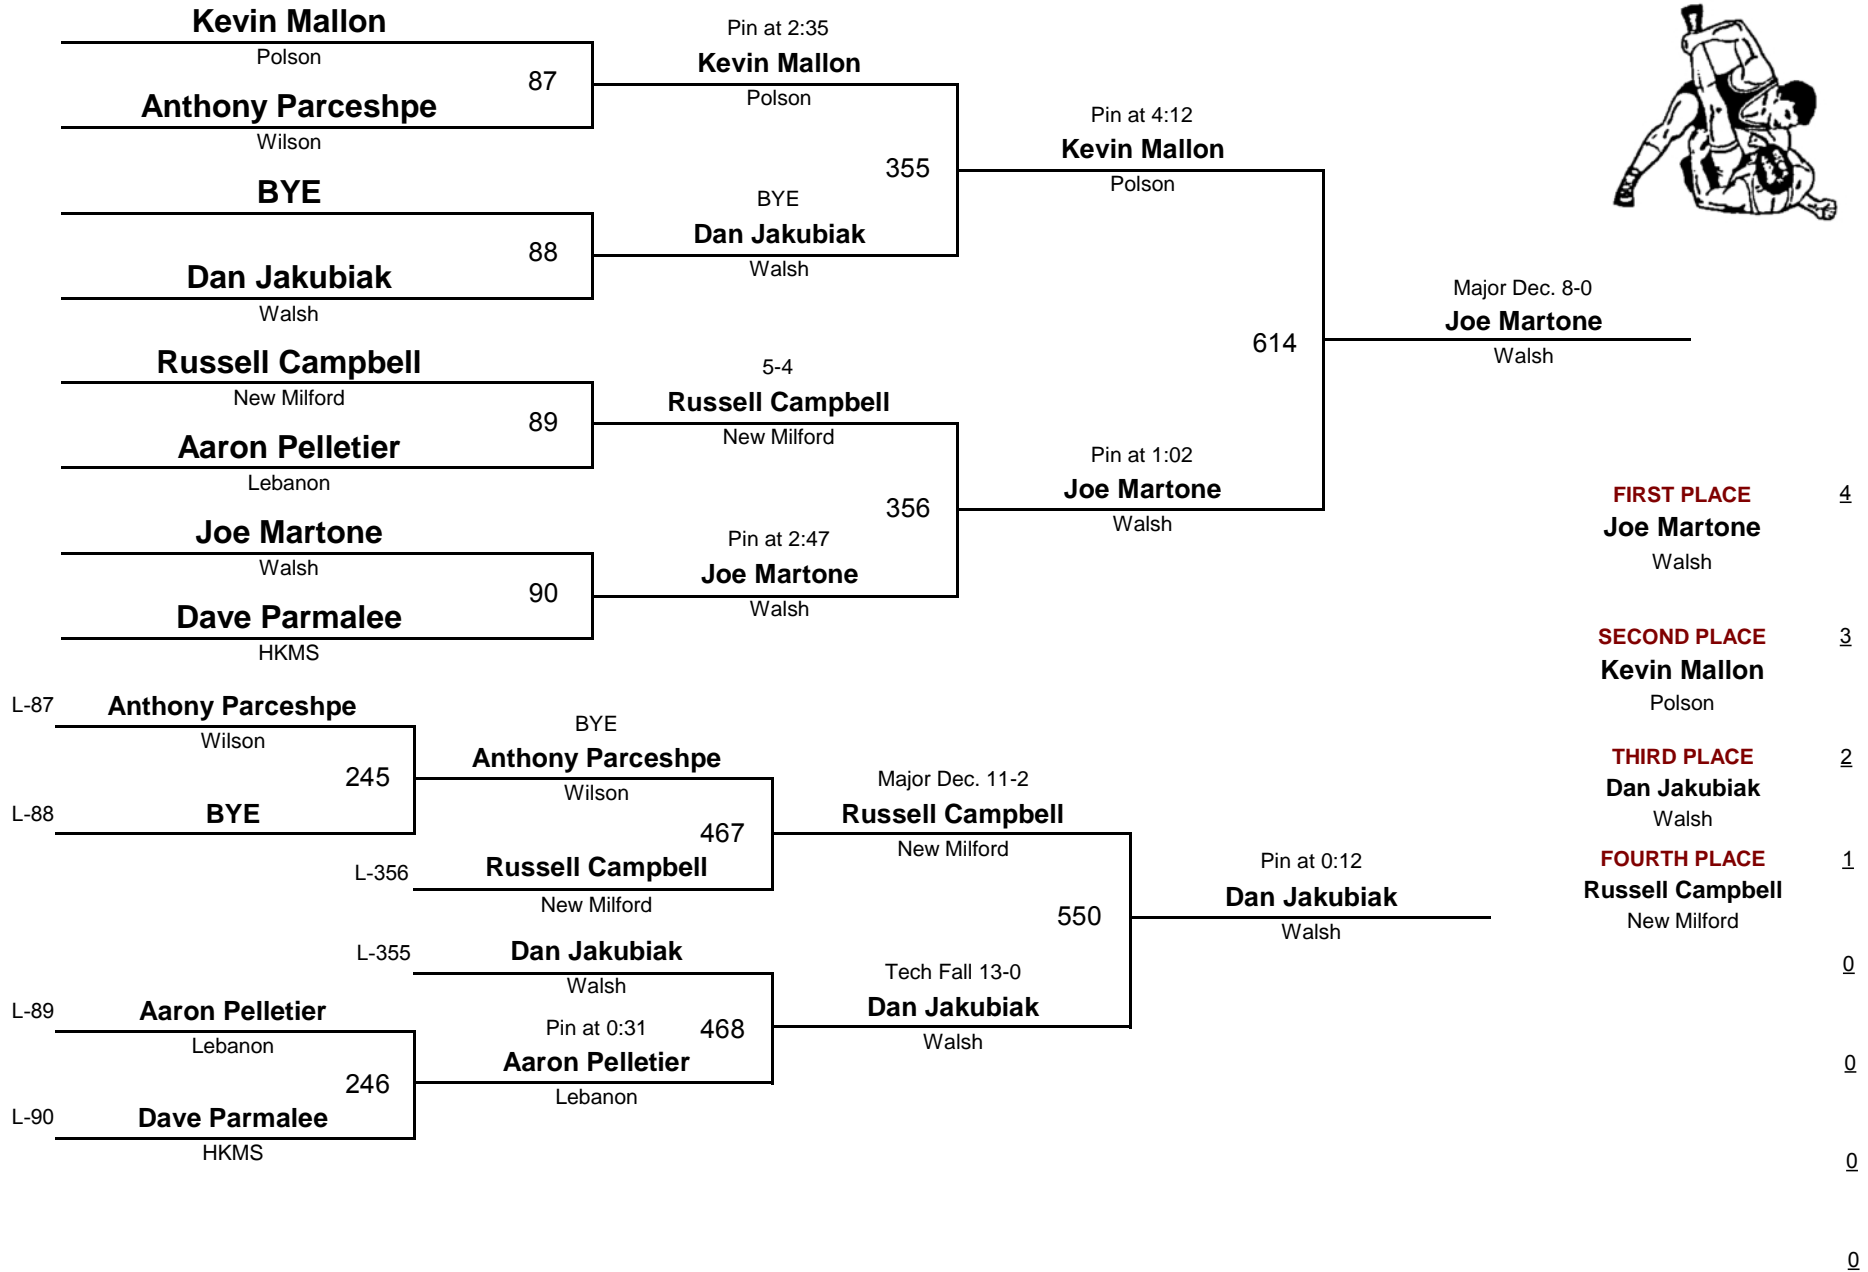 Kevin Mallon
Polson
87
Anthony Parceshpe
Wilson
BYE
88
Dan Jakubiak
Walsh
Russell Campbell
New Milford
89
Aaron Pelletier
Lebanon
Joe Martone
Walsh
90
Dave Parmalee
HKMS
Pin at 2:35
Kevin Mallon
Polson
355
BYE
Dan Jakubiak
Walsh
5-4
Russell Campbell
New Milford
356
Pin at 2:47
Joe Martone
Walsh
Pin at 4:12
Kevin Mallon
Polson
614
Pin at 1:02
Joe Martone
Walsh
Major Dec. 8-0
Joe Martone
Walsh
L-87
Anthony Parceshpe
Wilson
245
L-88
BYE
L-89
Aaron Pelletier
Lebanon
246
L-90
Dave Parmalee
HKMS
BYE
Anthony Parceshpe
Wilson
467
L-356
Russell Campbell
New Milford
L-355
Dan Jakubiak
Walsh
468
Pin at 0:31
Aaron Pelletier
Lebanon
Major Dec. 11-2
Russell Campbell
New Milford
550
Tech Fall 13-0
Dan Jakubiak
Walsh
Pin at 0:12
Dan Jakubiak
Walsh
FIRST PLACE 4
Joe Martone
Walsh
SECOND PLACE 3
Kevin Mallon
Polson
THIRD PLACE 2
Dan Jakubiak
Walsh
FOURTH PLACE 1
Russell Campbell
New Milford
0
0
0
0